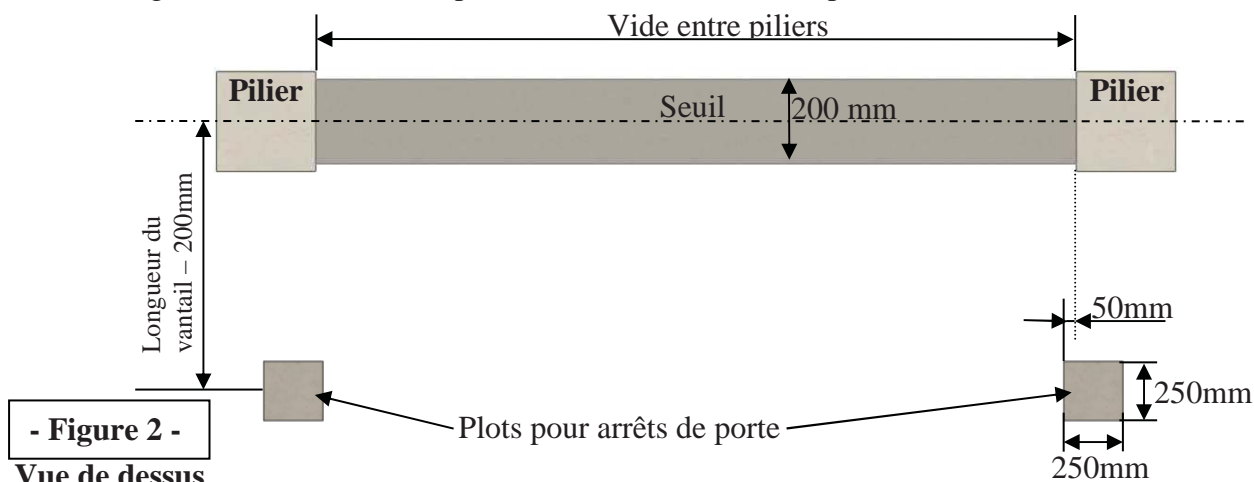 Vide entre piliers
Pilier
Seuil
200 mm
Pilier
Longueur du
vantail – 200mm
50mm
250mm
Plots pour arrêts de porte
250mm
- Figure 2 -
Vue de dessus